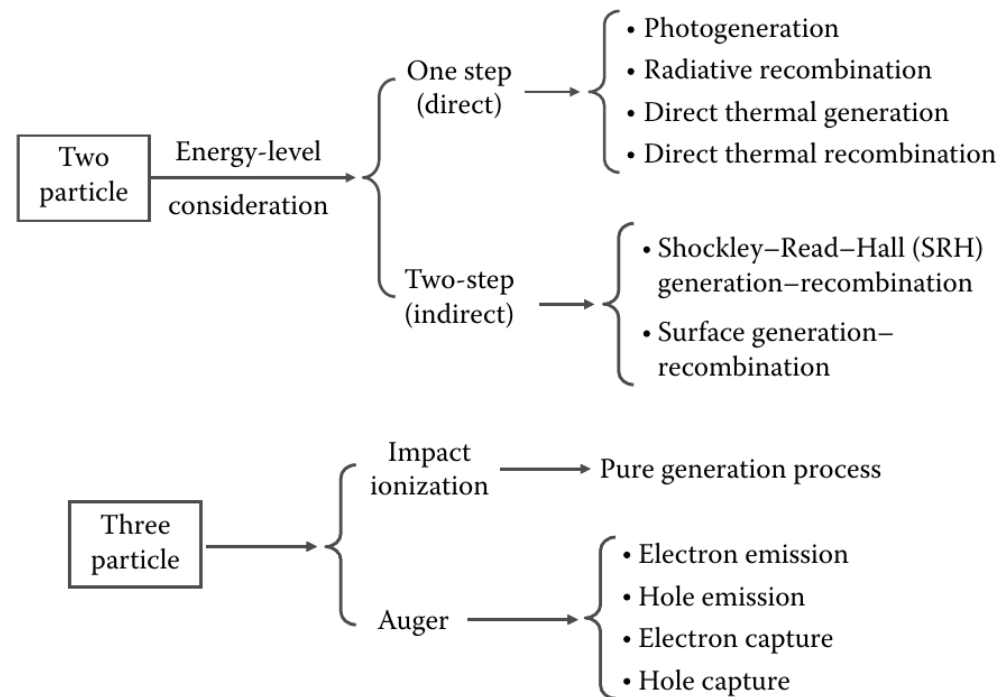 Two
particle
Energy-level
consideration
One step
(direct)
• Photogeneration
• Radiative recombination
• Direct thermal generation
• Direct thermal recombination
Two-step
(indirect)
• Shockley–Read–Hall (SRH)
generation–recombination
• Surface generation–
recombination
Three
particle
Impact
ionization
Pure generation process
Auger
• Electron emission
• Hole emission
• Electron capture
• Hole capture